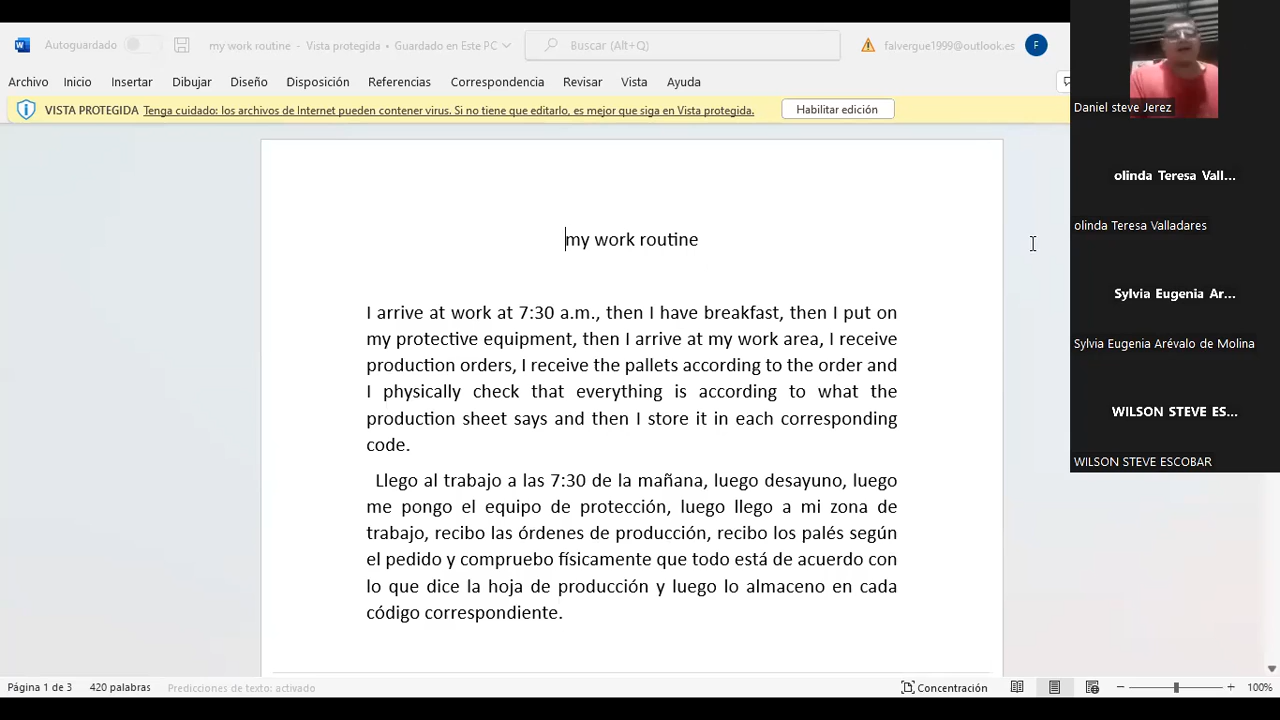 Autoguardado
my work routine - Vista protegida • Guardado en Este PC
Buscar (Alt+Q)
falvergue1999@outlook.es
F
Archivo Inicio Insertar Dibujar Diseño Disposición Referencias Correspondencia Revisar Vista Ayuda
VISTA PROTEGIDA Tenga cuidado: los archivos de Internet pueden contener virus. Si no tiene que editarlo, es mejor que siga en Vista protegida. Habilitar edición
my work routine
I arrive at work at 7:30 a.m., then I have breakfast, then I put on
my protective equipment, then I arrive at my work area, I receive
production orders, I receive the pallets according to the order and
I physically check that everything is according to what the
production sheet says and then I store it in each corresponding
code.
Llego al trabajo a las 7:30 de la mañana, luego desayuno, luego
me pongo el equipo de protección, luego llego a mi zona de
trabajo, recibo las órdenes de producción, recibo los palés según
el pedido y compruebo físicamente que todo está de acuerdo con
lo que dice la hoja de producción y luego lo almaceno en cada
código correspondiente.
Daniel steve Jerez
olinda Teresa Vall...
olinda Teresa Valladares
Sylvia Eugenia Ar...
Sylvia Eugenia Arévalo de Molina
WILSON STEVE ES...
WILSON STEVE ESCOBAR
Página 1 de 3 420 palabras Predicciones de texto: activado Concentración 100%